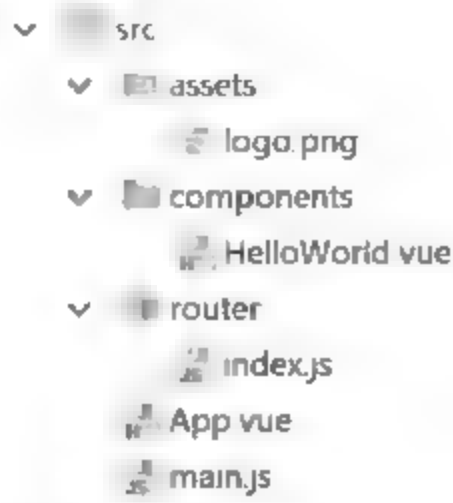 src
assets
logo.png
components
HelloWorld vue
router
index.js
App vue
main.js